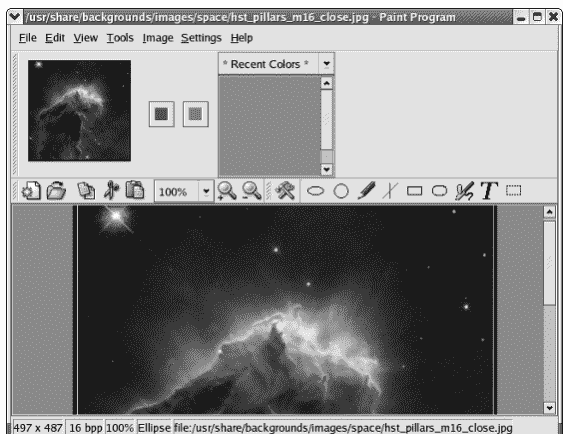 /usr/share/backgrounds/images/space/hst_pillars_m16_close.jpg - Paint Program
File Edit View Tools Image Settings Help
* Recent Colors *
100%
T
497 x 487 16 bpp 100% Ellipse file:/usr/share/backgrounds/images/space/hst_pillars_m16_close.jpg